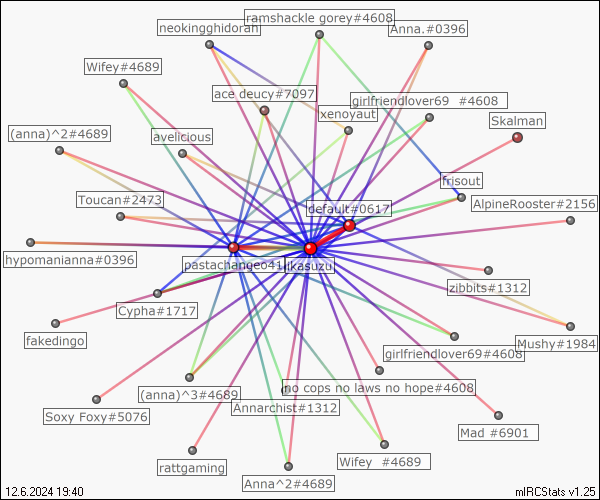 ramshackle gorey#4608
neokingghidorah
Anna.#0396
Wifey#4689
ace deucy#7097
girlfriendlover69 #4608
xenoyaut
Skalman
(anna)^2#4689
avelicious
frisout
Toucan#2473
default#0617
AlpineRooster#2156
hypomanianna#0396
pastachangeo41
likasuzu
zibbits#1312
Cypha#1717
fakedingo
Mushy#1984
girlfriendlover69#4608
(anna)^3#4689
no cops no laws no hope#4608
Soxy Foxy#5076
Annarchist#1312
Mad #6901
rattgaming
Wifey #4689
Anna^2#4689
12.6.2024 19:40
mIRCStats v1.25